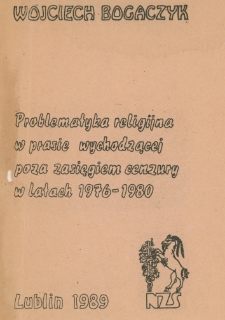 WOJCIECH BOGACZYK
Problematyka religijna
w prasie wychodzącej
poza zasięgiem cenzury
w latach 1976-1980
NZS
Lublin 1989